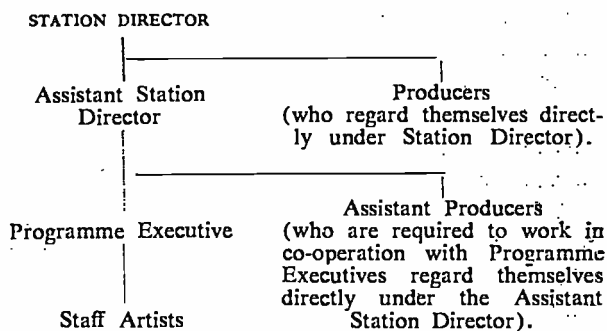 STATION DIRECTOR
Assistant Station
Director
Producers
(who regard themselves direct-
ly under Station Director).
Programme Executive
Assistant Producers
(who are required to work in
co-operation with Programme
Executives regard themselves
directly under the Assistant
Station Director).
Staff Artists